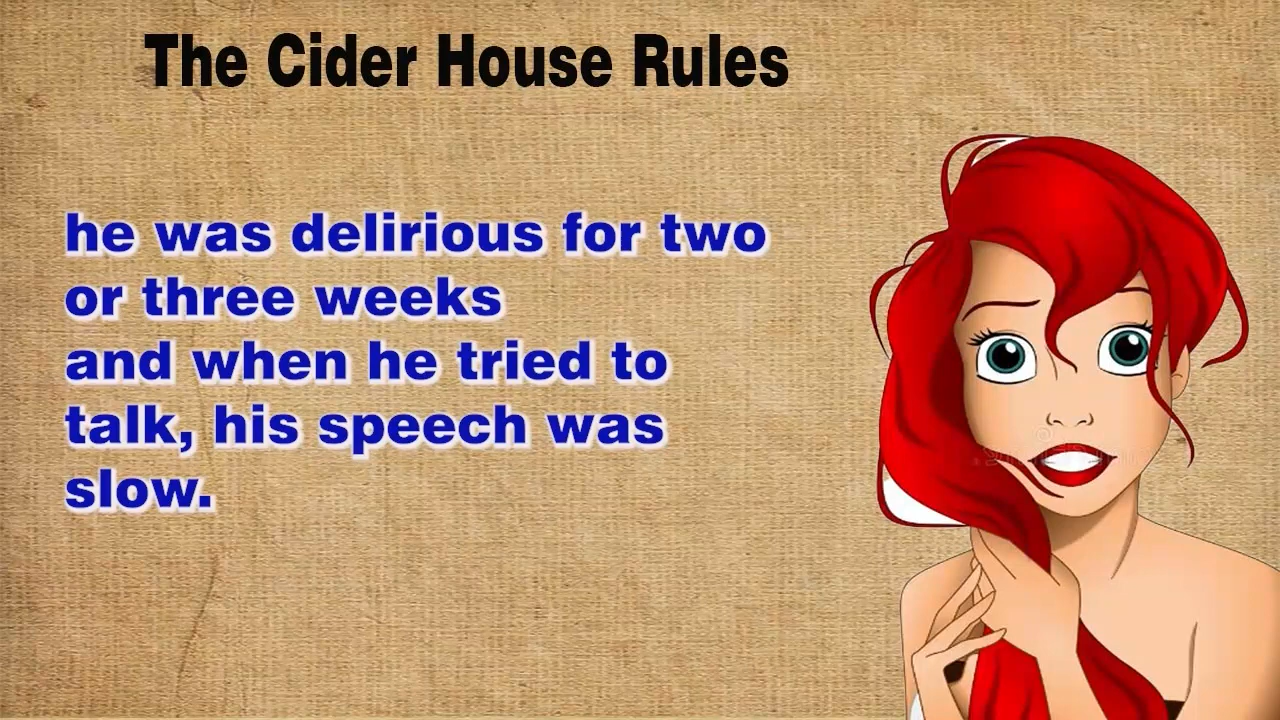 The Cider House Rules
he was delirious for two
or three weeks
and when he tried to
talk, his speech was
slow.